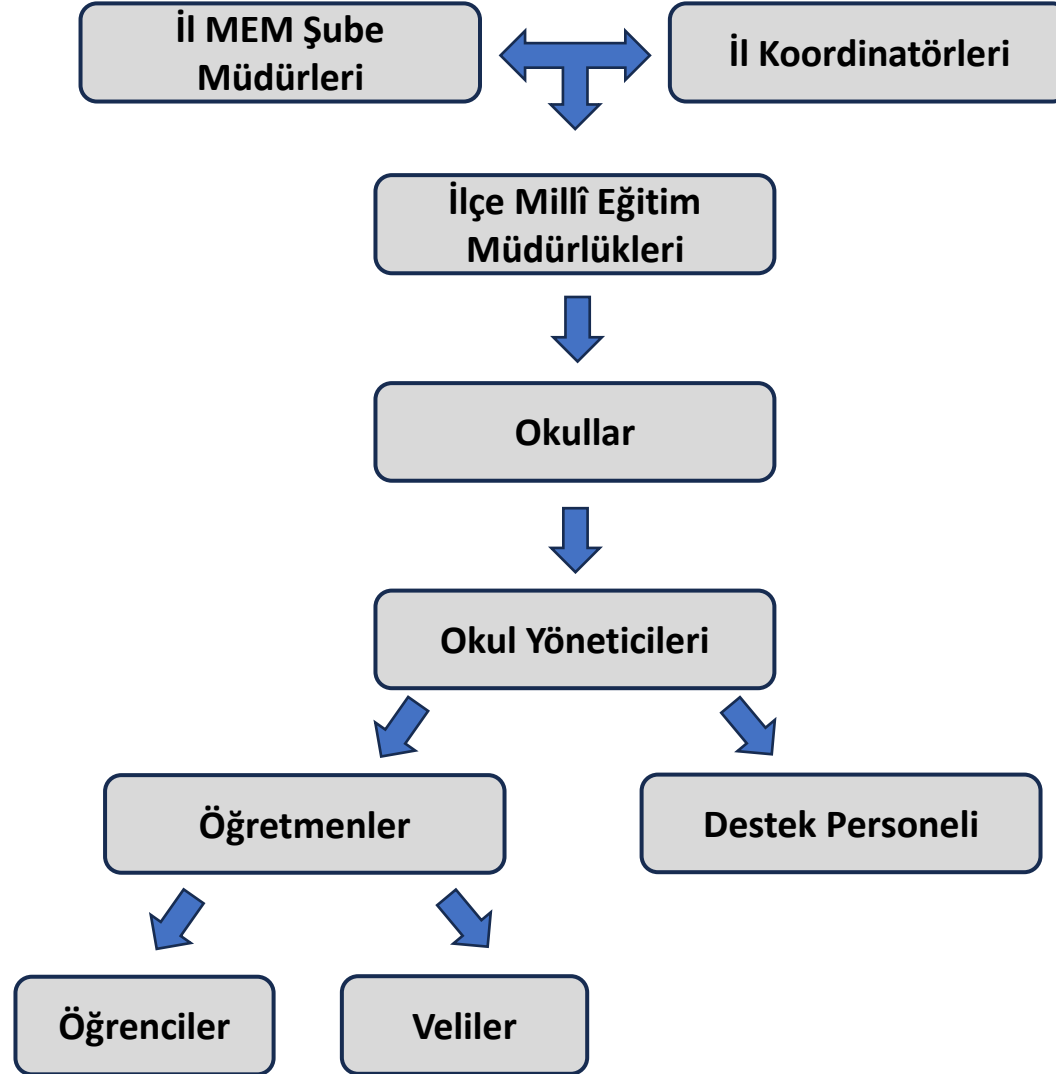 İl MEM Şube
Müdürleri
İl Koordinatörleri
İlçe Millî Eğitim
Müdürlükleri
Okullar
Okul Yöneticileri
Öğretmenler
Destek Personeli
Öğrenciler
Veliler